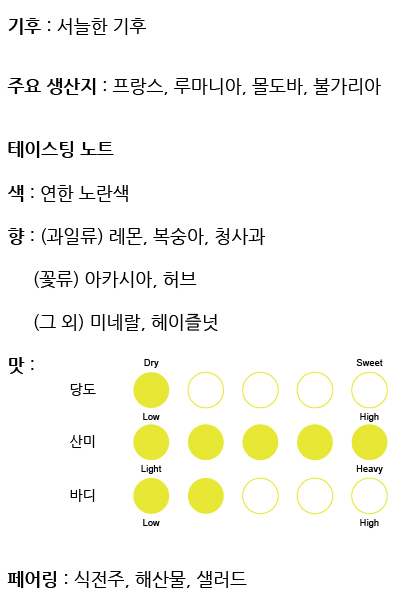 기후 : 서늘한 기후
주요 생산지 : 프랑스, 루마니아, 몰도바, 불가리아
테이스팅 노트
색 : 연한 노란색
향 : (과일류) 레몬, 복숭아, 청사과
(꽃류) 아카시아, 허브
(그 외) 미네랄, 헤이즐넛
맛 :
Dry Sweet
당도
Low High
산미
Light Heavy
바디
Low High
페어링 : 식전주, 해산물, 샐러드